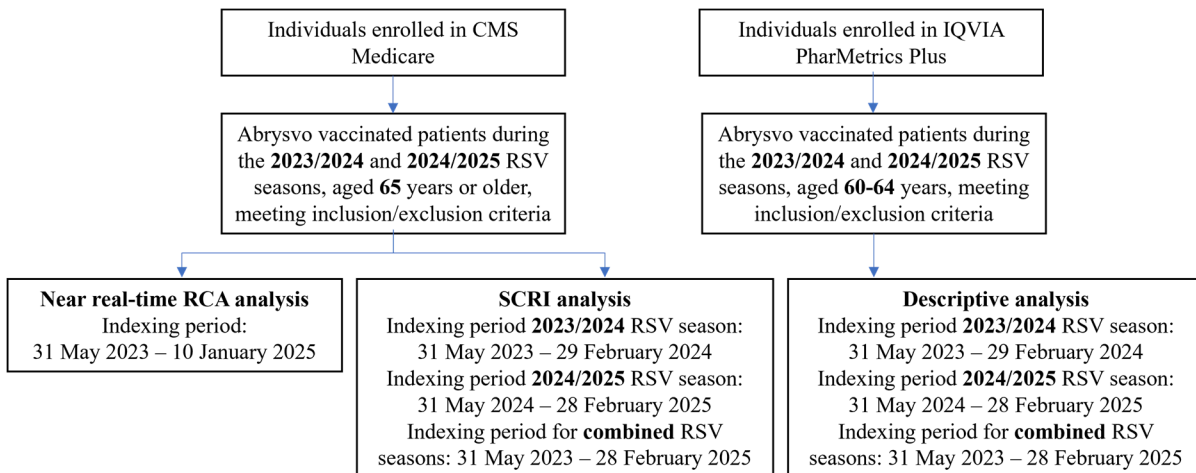 Individuals enrolled in CMS
Medicare
Individuals enrolled in IQVIA
PharMetrics Plus
Abrysvo vaccinated patients during
the 2023/2024 and 2024/2025 RSV
seasons, aged 65 years or older,
meeting inclusion/exclusion criteria
Abrysvo vaccinated patients during
the 2023/2024 and 2024/2025 RSV
seasons, aged 60-64 years, meeting
inclusion/exclusion criteria
Near real-time RCA analysis
Indexing period:
31 May 2023 – 10 January 2025
SCRI analysis
Indexing period 2023/2024 RSV season:
31 May 2023 – 29 February 2024
Indexing period 2024/2025 RSV season:
31 May 2024 – 28 February 2025
Indexing period for combined RSV
seasons: 31 May 2023 – 28 February 2025
Descriptive analysis
Indexing period 2023/2024 RSV season:
31 May 2023 – 29 February 2024
Indexing period 2024/2025 RSV season:
31 May 2024 – 28 February 2025
Indexing period for combined RSV
seasons: 31 May 2023 – 28 February 2025